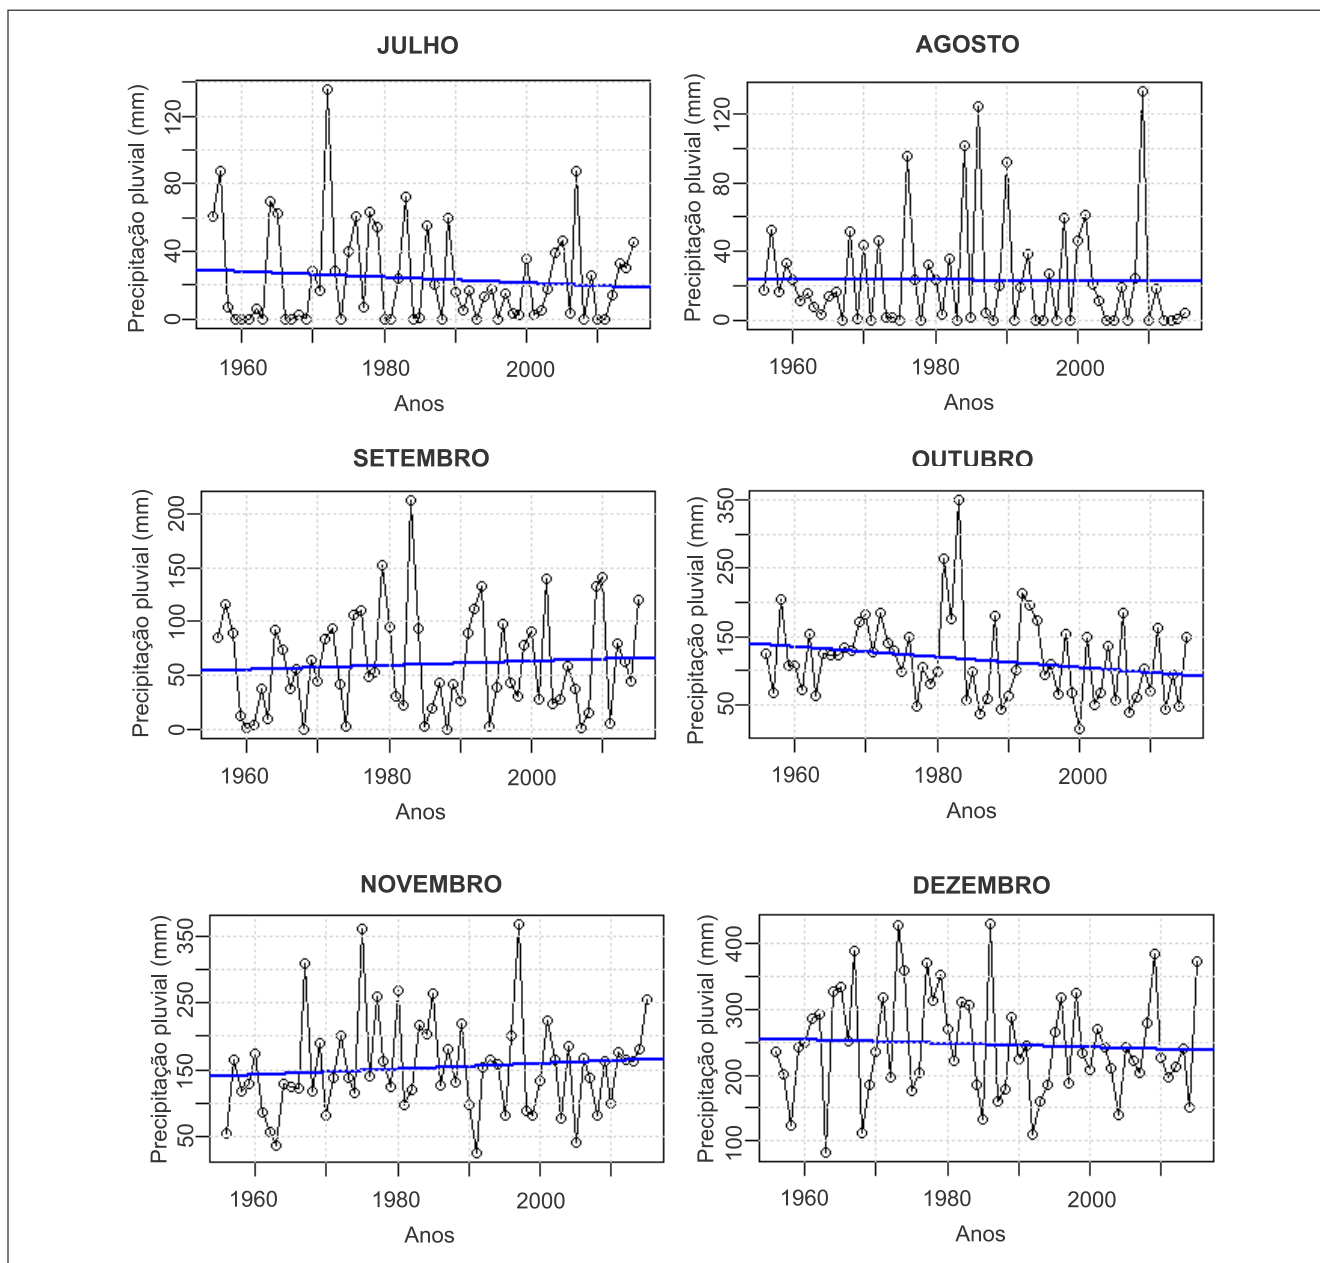 JULHO
Precipitação pluvial (mm)
0 40 80 120
1960 1980 2000
Anos
AGOSTO
Precipitação pluvial (mm)
0 40 80 120
1960 1980 2000
Anos
SETEMBRO
Precipitação pluvial (mm)
0 50 100 150 200
1960 1980 2000
Anos
OUTUBRO
Precipitação pluvial (mm)
50 150 250 350
1960 1980 2000
Anos
NOVEMBRO
Precipitação pluvial (mm)
50 150 250 350
1960 1980 2000
Anos
DEZEMBRO
Precipitação pluvial (mm)
100 200 300 400
1960 1980 2000
Anos